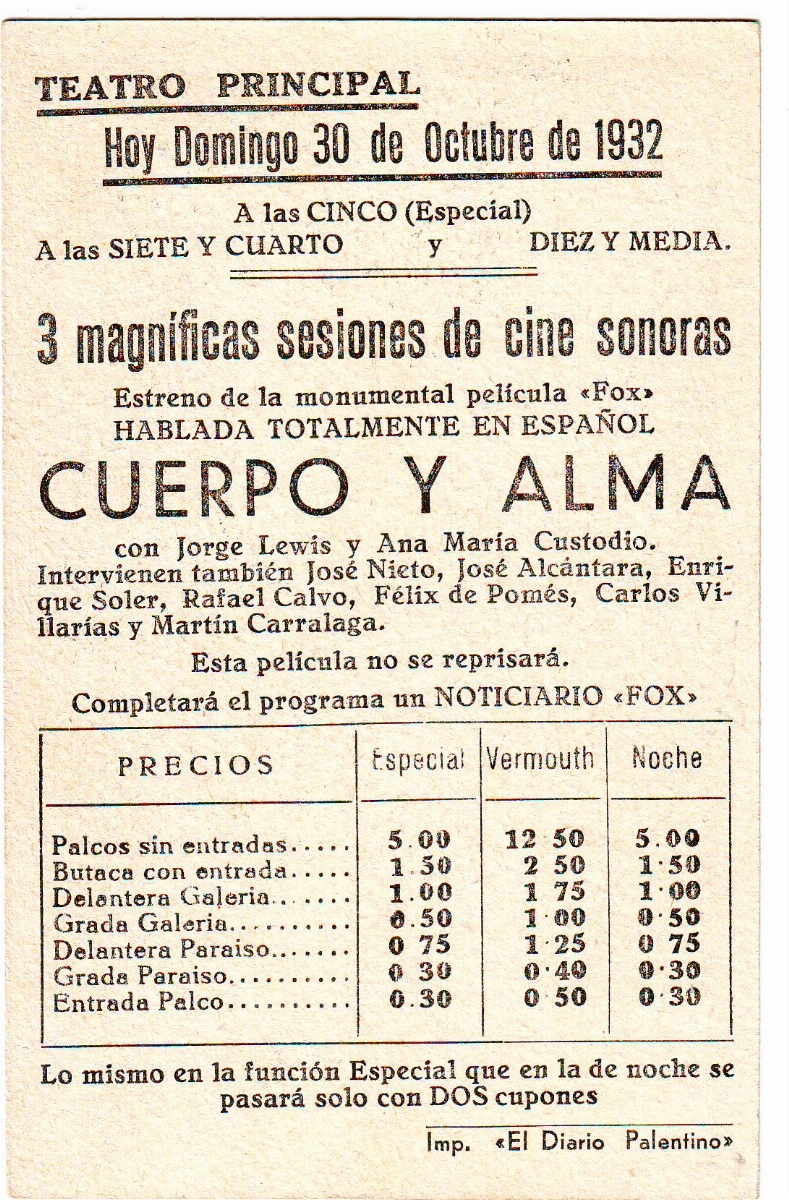 TEATRO PRINCIPAL
Hoy Domingo 30 de Octubre de 1932
A las CINCO (Especial)
A las SIETE Y CUARTO y DIEZ Y MEDIA.
3 magníficas sesiones de cine sonoras
Estreno de la monumental película «Fox»
HABLADA TOTALMENTE EN ESPAÑOL
CUERPO Y ALMA
con Jorge Lewis y Ana María Custodio.
Intervienen también José Nieto, José Alcántara, Enri-
que Soler, Rafael Calvo, Félix de Pomés, Carlos Vi-
llarías y Martín Carralaga.
Esta película no se reprisará.
Completará el programa un NOTICIARIO «FOX»
PRECIOS Especial Vermouth Noche
Palcos sin entradas..... 5.00 12 50 5.00
Butaca con entrada..... 1.50 2 50 1·50
Delantera Galeria....... 1.00 1 75 1·00
Grada Galeria.......... 0.50 1·00 0·50
Delantera Paraiso....... 0 75 1·25 0 75
Grada Paraiso.......... 0 30 0·40 0·30
Entrada Palco.......... 0.30 0 50 0·30
Lo mismo en la función Especial que en la de noche se
pasará solo con DOS cupones
Imp. «El Diario Palentino»